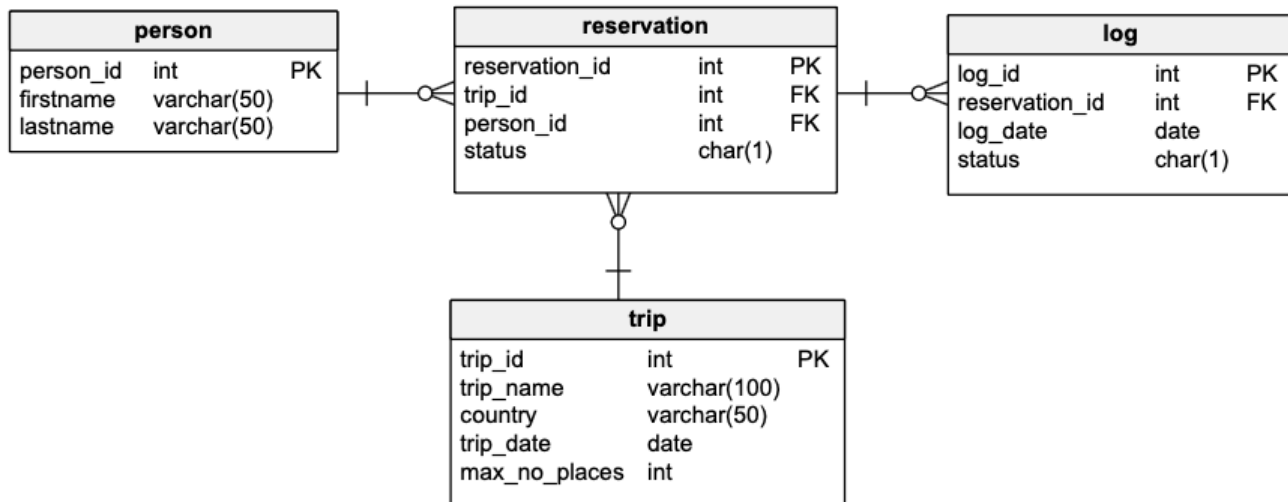 person
person_id int PK
firstname varchar(50)
lastname varchar(50)
reservation
reservation_id int PK
trip_id int FK
person_id int FK
status char(1)
log
log_id int PK
reservation_id int FK
log_date date
status char(1)
trip
trip_id int PK
trip_name varchar(100)
country varchar(50)
trip_date date
max_no_places int